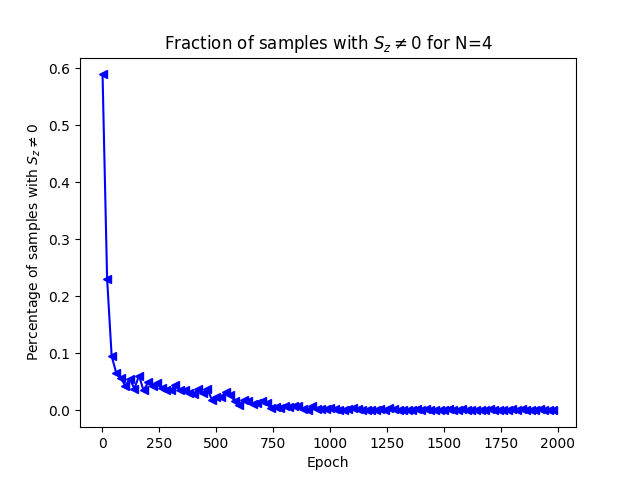 Fraction of samples with $S_z \neq 0$ for N=4
Percentage of samples with $S_z \neq 0$
0.6
0.5
0.4
0.3
0.2
0.1
0.0
0 250 500 750 1000 1250 1500 1750 2000
Epoch